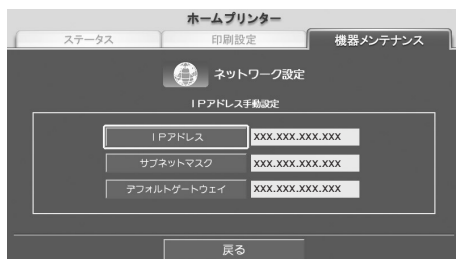 ホームプリンター
ステータス 印刷設定 機器メンテナンス
ネットワーク設定
IPアドレス手動設定
IPアドレス XXX.XXX.XXX.XXX
サブネットマスク XXX.XXX.XXX.XXX
デフォルトゲートウェイ XXX.XXX.XXX.XXX
戻る